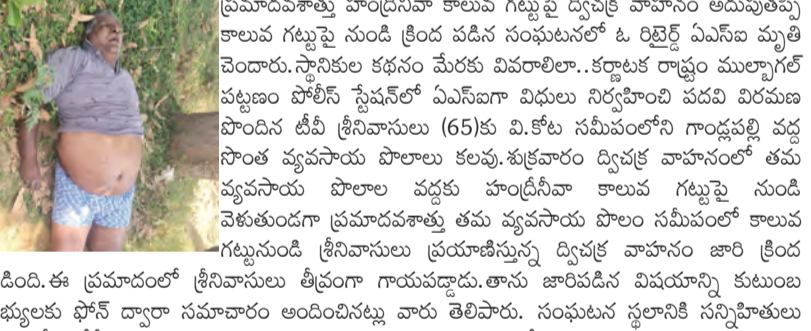 ప్రమాదవశాత్తు హంద్రీనివా కాలువ గట్టుపై ద్విచక్ర వాహనం అదుపుతప్పి
కాలువ గట్టుపై నుండి క్రింద పడిన సంఘటనలో ఓ రిటైర్డ్ ఏఎస్ఐ మృతి
చెందారు.స్థానికుల కథనం మేరకు వివరాలిలా..కర్ణాటక రాష్ట్రం ముల్బాగల్
పట్టణం పోలీస్ స్టేషన్‌లో ఏఎస్ఐగా విధులు నిర్వహించి పదవి విరమణ
పొందిన టీవీ శ్రీనివాసులు (65)కు వి.కోట సమీపంలోని గాండ్లపల్లి వద్ద
సొంత వ్యవసాయ పొలాలు కలవు.శుక్రవారం ద్విచక్ర వాహనంలో తమ
వ్యవసాయ పొలాల వద్దకు హంద్రీనీవా కాలువ గట్టుపై నుండి
వెళుతుండగా ప్రమాదవశాత్తు తమ వ్యవసాయ పొలం సమీపంలో కాలువ
గట్టునుండి శ్రీనివాసులు ప్రయాణిస్తున్న ద్విచక్ర వాహనం జారి క్రింద
డింది.ఈ ప్రమాదంలో శ్రీనివాసులు తీవ్రంగా గాయపడ్డాడు.తాను జారిపడిన విషయాన్ని కుటుంబ
భ్యులకు ఫోన్ ద్వారా సమాచారం అందించినట్లు వారు తెలిపారు. సంఘటన స్థలానికి సన్నిహితులు